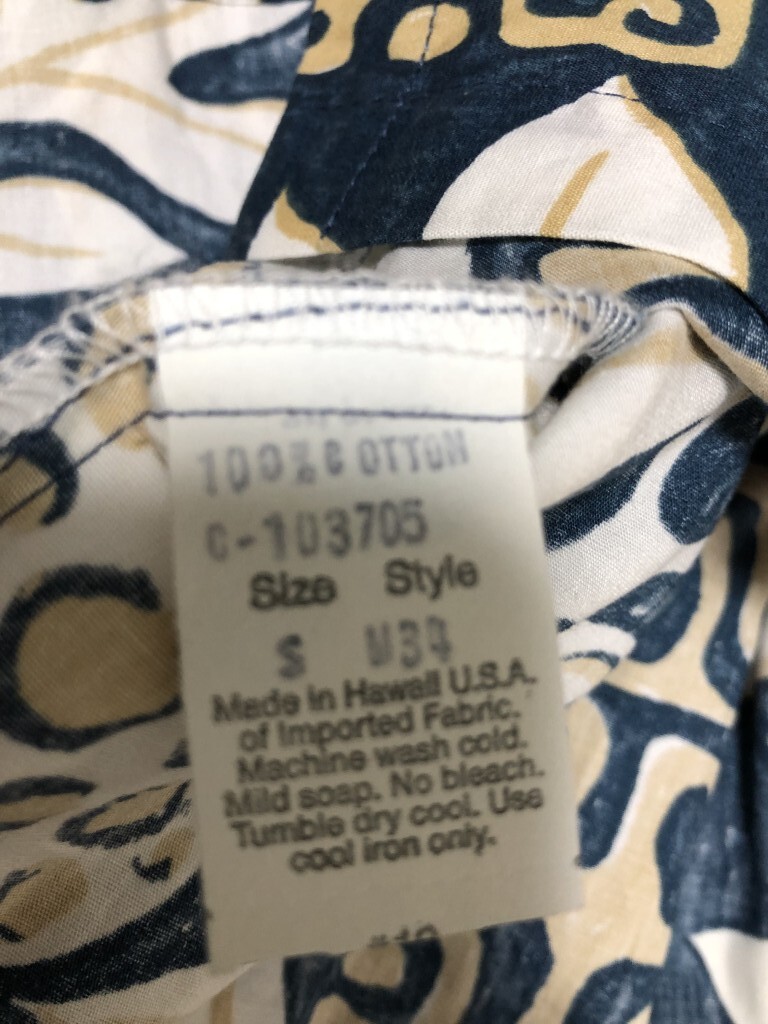 100% COTTON
C-103705
Size Style
S M34
Made in Hawaii U.S.A.
of Imported Fabric.
Machine wash cold.
Mild soap. No bleach.
Tumble dry cool. Use
cool iron only.